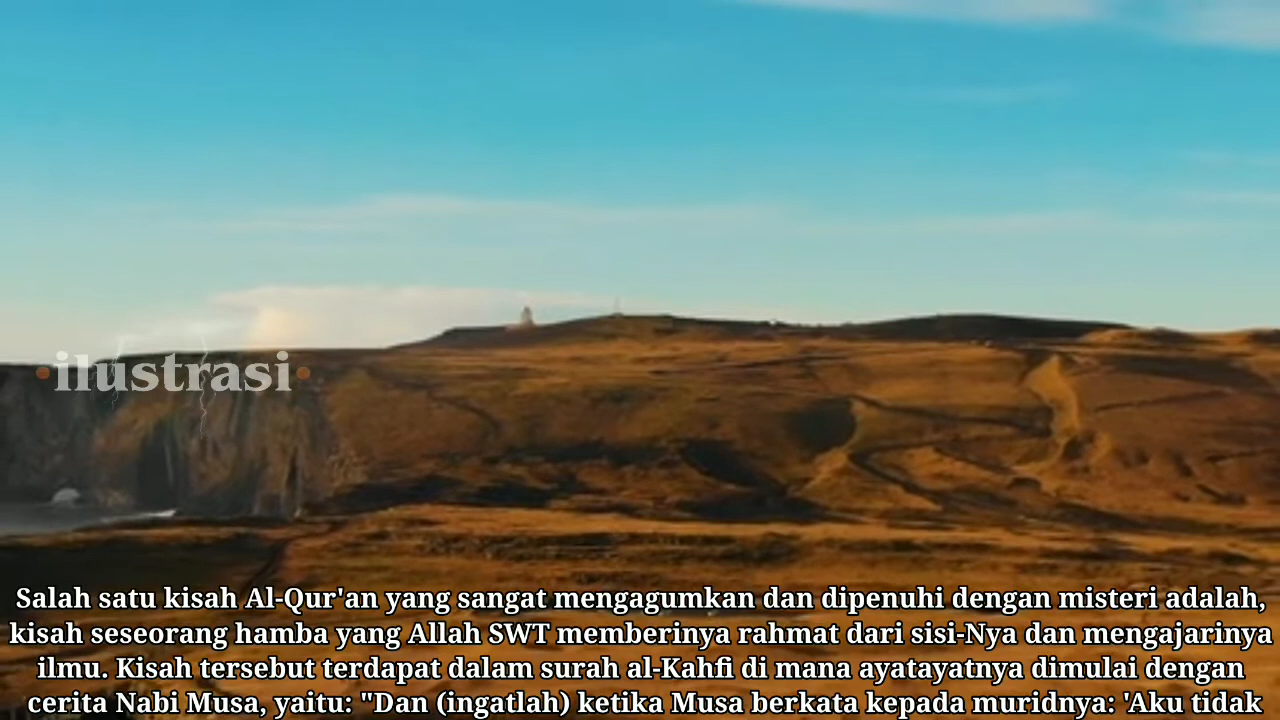 •ilustrasi•
Salah satu kisah Al-Qur'an yang sangat mengagumkan dan dipenuhi dengan misteri adalah,
kisah seseorang hamba yang Allah SWT memberinya rahmat dari sisi-Nya dan mengajarinya
ilmu. Kisah tersebut terdapat dalam surah al-Kahfi di mana ayatayatnya dimulai dengan
cerita Nabi Musa, yaitu: "Dan (ingatlah) ketika Musa berkata kepada muridnya: 'Aku tidak